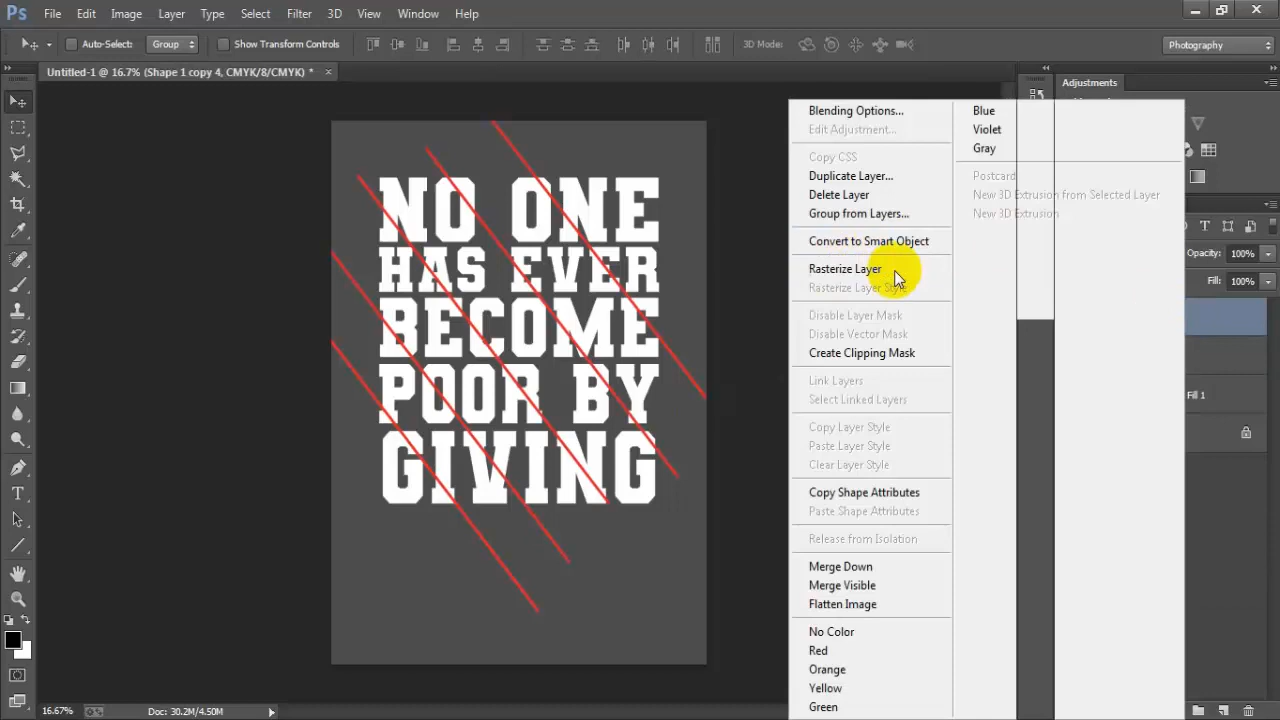 Ps File Edit Image Layer Type Select Filter 3D View Window Help
Auto-Select: Group Show Transform Controls 3D Mode: Photography
Untitled-1 @ 16.7% (Shape 1 copy 4, CMYK/8/CMYK) * ×
Adjustments
NO ONE
HAS EVER
BECOME
POOR BY
GIVING
Blending Options...
Edit Adjustment...
Copy CSS
Duplicate Layer...
Delete Layer
Group from Layers...
Convert to Smart Object
Rasterize Layer
Rasterize Layer Style
Disable Layer Mask
Disable Vector Mask
Create Clipping Mask
Link Layers
Select Linked Layers
Copy Layer Style
Paste Layer Style
Clear Layer Style
Copy Shape Attributes
Paste Shape Attributes
Release from Isolation
Merge Down
Merge Visible
Flatten Image
No Color
Red
Orange
Yellow
Green
Blue
Violet
Gray
Postcard
New 3D Extrusion from Selected Layer
New 3D Extrusion
Opacity: 100%
Fill: 100%
Fill 1
16.67% Doc: 30.2M/4.50M